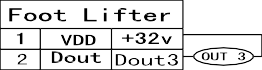 Foot Lifter
1 VDD +32v
2 Dout Dout3 OUT 3